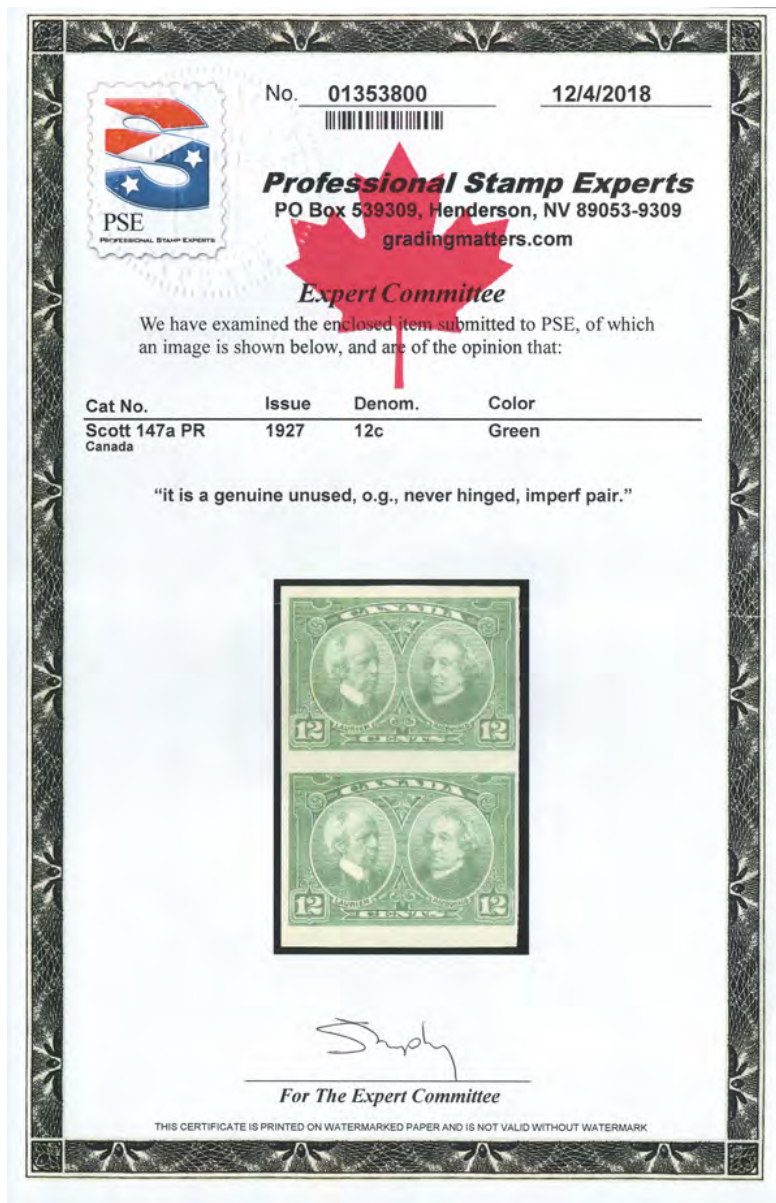 No. 01353800 12/4/2018
PSE
PROFESSIONAL STAMP EXPERTS
Professional Stamp Experts
PO Box 539309, Henderson, NV 89053-9309
gradingmatters.com
Expert Committee
We have examined the enclosed item submitted to PSE, of which
an image is shown below, and are of the opinion that:
Cat No. Issue Denom. Color
Scott 147a PR 1927 12c Green
Canada
“it is a genuine unused, o.g., never hinged, imperf pair.”
CANADA
12 CENTS 12
CANADA
12 CENTS 12
For The Expert Committee
THIS CERTIFICATE IS PRINTED ON WATERMARKED PAPER AND IS NOT VALID WITHOUT WATERMARK